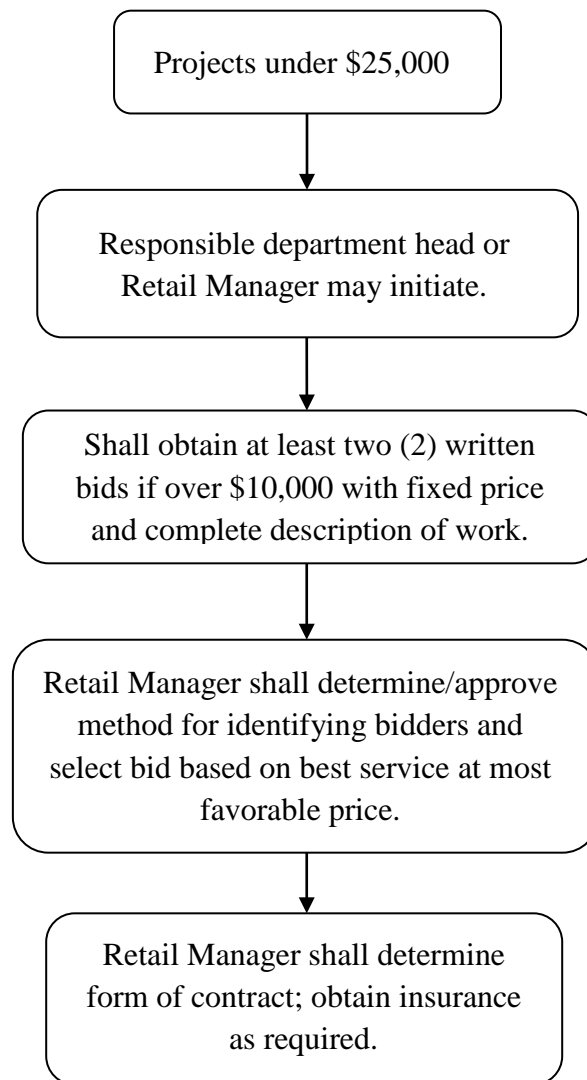 Projects under $25,000
Responsible department head or
Retail Manager may initiate.
Shall obtain at least two (2) written
bids if over $10,000 with fixed price
and complete description of work.
Retail Manager shall determine/approve
method for identifying bidders and
select bid based on best service at most
favorable price.
Retail Manager shall determine
form of contract; obtain insurance
as required.